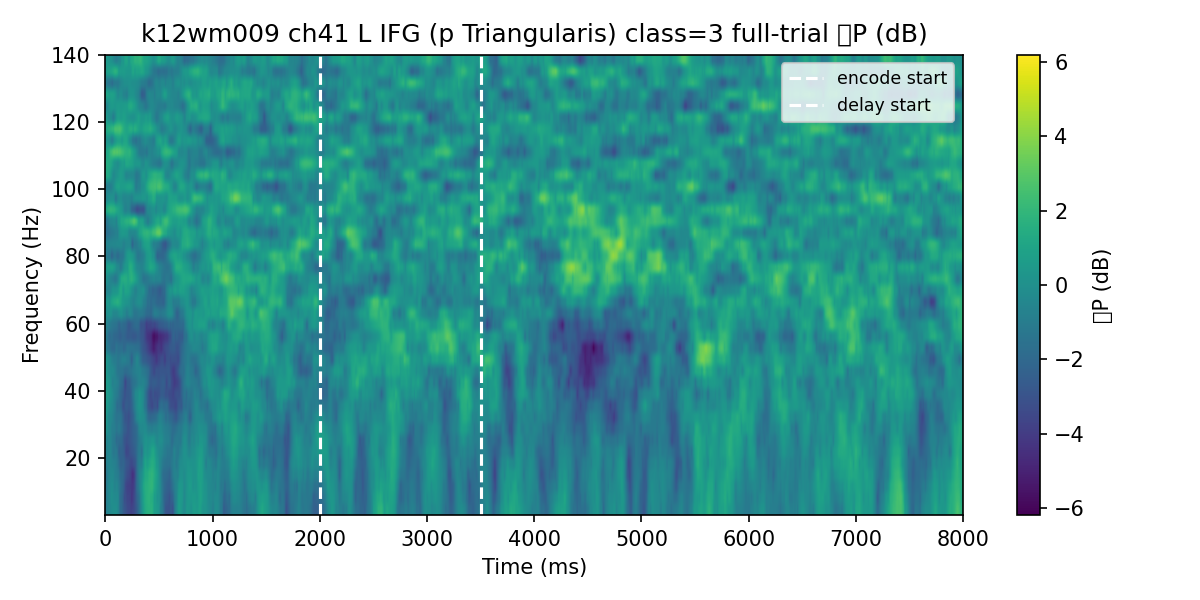 k12wm009 ch41 L IFG (p Triangularis) class=3 full-trial P (dB)
encode start
delay start
140
120
100
80
60
40
20
Frequency (Hz)
0 1000 2000 3000 4000 5000 6000 7000 8000
Time (ms)
6
4
2
0
−2
−4
−6
P (dB)